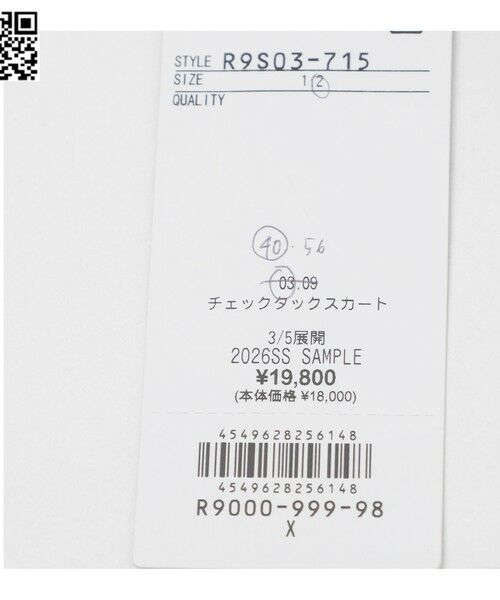 STYLE R9S03-715
SIZE 1 2
QUALITY
40.56
03.09
チェックタックスカート
3/5展開
2026SS SAMPLE
¥19,800
(本体価格 ¥18,000)
4549628256148
4549628256148
R9000-999-98
X